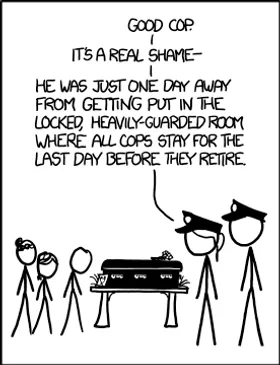 GOOD COP.
IT'S A REAL SHAME—
HE WAS JUST ONE DAY AWAY
FROM GETTING PUT IN THE
LOCKED, HEAVILY-GUARDED ROOM
WHERE ALL COPS STAY FOR THE
LAST DAY BEFORE THEY RETIRE.